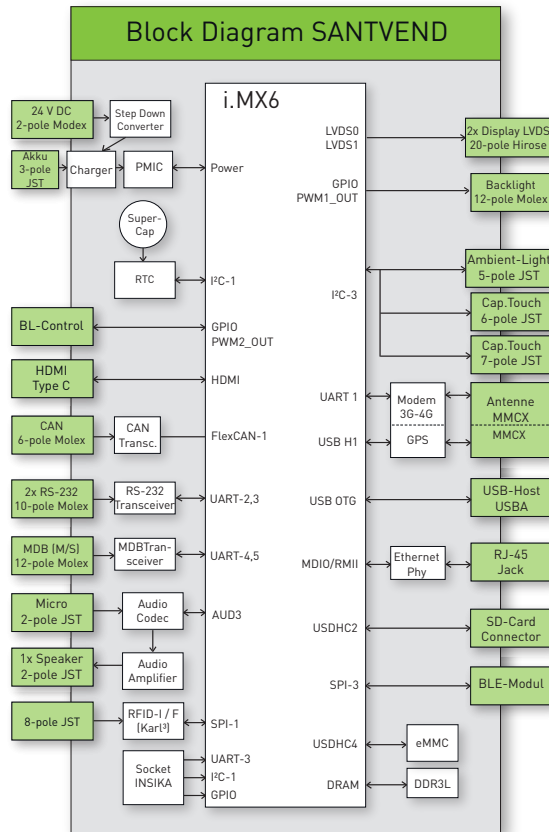 Block Diagram SANTVEND
i.MX6
24 V DC
2-pole Modex
Step Down
Converter
Akku
3-pole
JST
Charger
PMIC
Power
Super-
Cap
RTC
I²C-1
BL-Control
GPIO
PWM2_OUT
HDMI
Type C
HDMI
CAN
6-pole Molex
CAN
Transc.
FlexCAN-1
2x RS-232
10-pole Molex
RS-232
Transceiver
UART-2,3
MDB (M/S)
12-pole Molex
MDBTran-
sceiver
UART-4,5
Micro
2-pole JST
Audio
Codec
AUD3
1x Speaker
2-pole JST
Audio
Amplifier
8-pole JST
RFID-I / F
(Karl³)
SPI-1
Socket
INSIKA
UART-3
I²C-1
GPIO
LVDS0
LVDS1
2x Display LVDS
20-pole Hirose
GPIO
PWM1_OUT
Backlight
12-pole Molex
I²C-3
Ambient-Light
5-pole JST
Cap.Touch
6-pole JST
Cap.Touch
7-pole JST
UART 1
USB H1
Modem
3G-4G
GPS
Antenne
MMCX
MMCX
USB OTG
USB-Host
USBA
MDIO/RMII
Ethernet
Phy
RJ-45
Jack
USDHC2
SD-Card
Connector
SPI-3
BLE-Modul
USDHC4
eMMC
DRAM
DDR3L